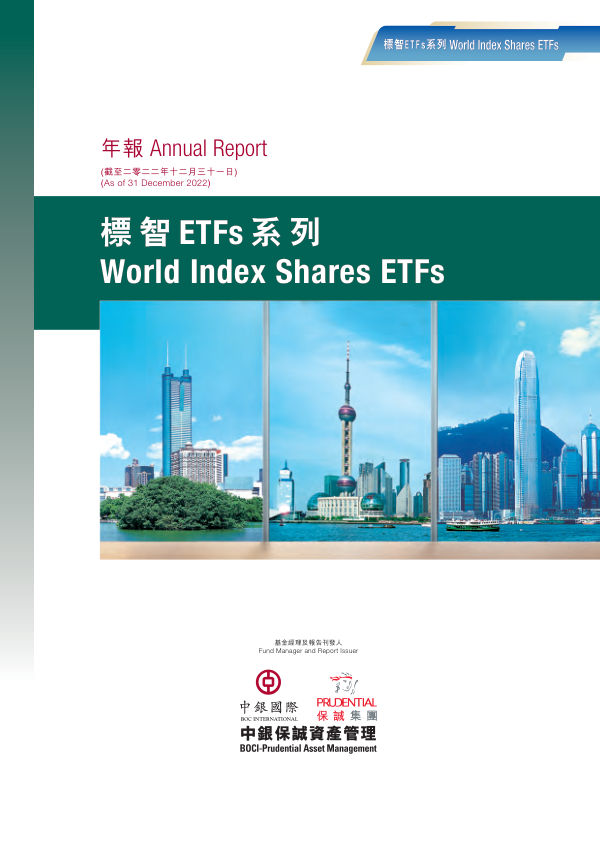 標智ETFs系列 World Index Shares ETFs
年報 Annual Report
(截至二零二二年十二月三十一日)
(As of 31 December 2022)
標智ETFs系列
World Index Shares ETFs
基金經理及報告刊發人
Fund Manager and Report Issuer
中銀國際
BOC INTERNATIONAL
PRUDENTIAL
保誠集團
中銀保誠資產管理
BOCI-Prudential Asset Management